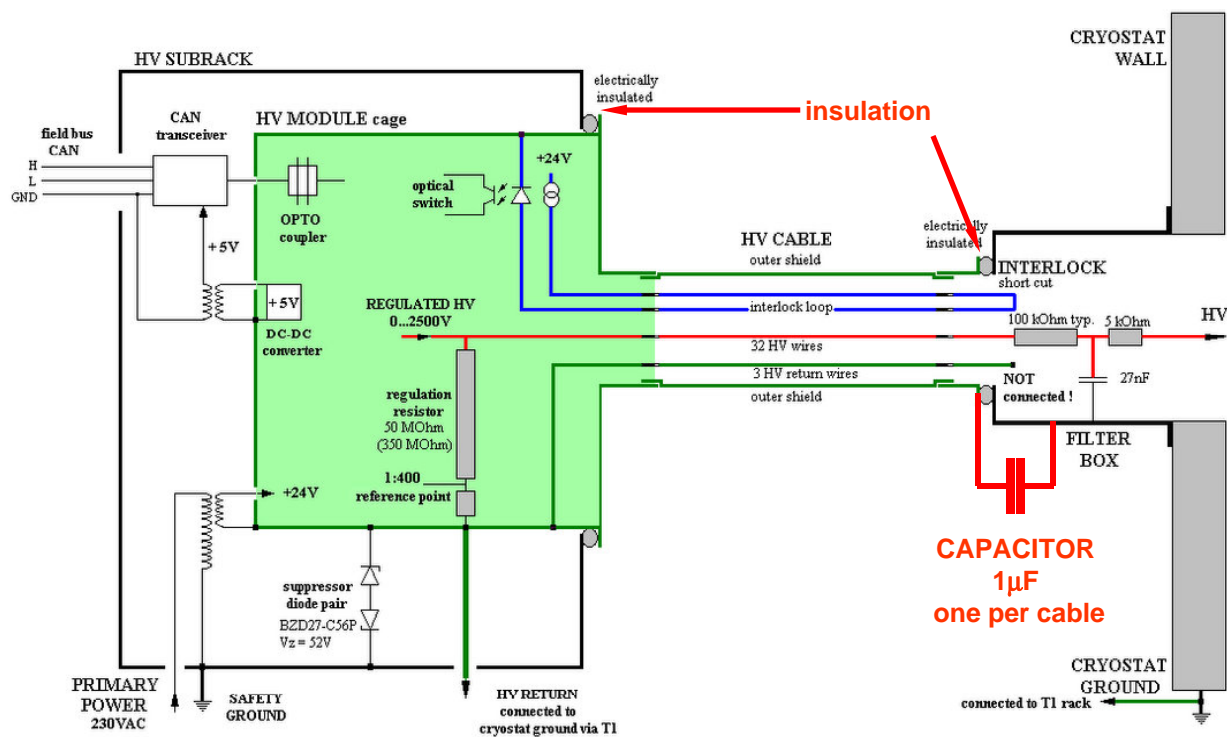 CRYOSTAT
WALL
HV SUBRACK
electrically
insulated
insulation
CAN
transceiver
HV MODULE cage
field bus
CAN
H
L
GND
+24V
optical
switch
OPTO
coupler
+5V
HV CABLE
outer shield
electrically
insulated
INTERLOCK
short cut
+5V
DC-DC
converter
REGULATED HV
0...2500V
interlock loop
100 kOhm typ.
5 kOhm
HV
32 HV wires
3 HV return wires
outer shield
NOT
connected !
27nF
regulation
resistor
50 MOhm
(350 MOhm)
FILTER
BOX
1:400
reference point
+24V
CAPACITOR
1μF
one per cable
suppressor
diode pair
BZD27-C56P
Vz = 52V
PRIMARY
POWER
230VAC
SAFETY
GROUND
HV RETURN
connected to
cryostat ground via T1
CRYOSTAT
GROUND
connected to T1 rack